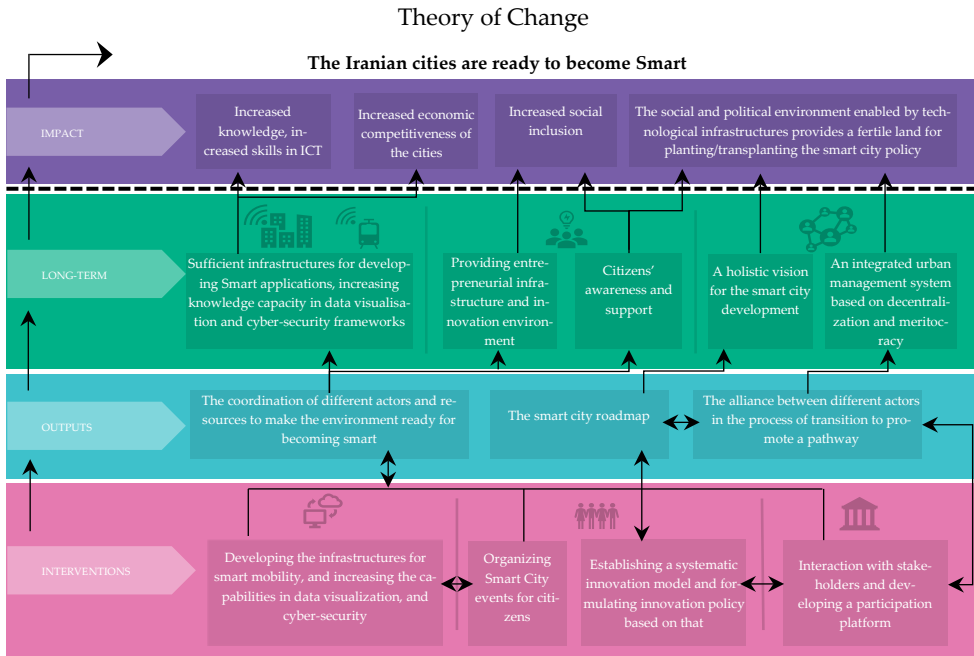 Theory of Change
The Iranian cities are ready to become Smart
IMPACT
Increased
knowledge, in-
creased skills in ICT
Increased economic
competitiveness of
the cities
Increased social
inclusion
The social and political environment enabled by tech-
nological infrastructures provides a fertile land for
planting/transplanting the smart city policy
LONG-TERM
Sufficient infrastructures for develop-
ing Smart applications, increasing
knowledge capacity in data visuali-
sation and cyber-security frameworks
Providing entre-
preneurial infra-
structure and in-
novation environ-
ment
Citizens’
awareness and
support
A holistic vision
for the smart city
development
An integrated urban
management system
based on decentral-
ization and meritoc-
racy
OUTPUTS
The coordination of different actors and re-
sources to make the environment ready for
becoming smart
The smart city roadmap
The alliance between different actors
in the process of transition to pro-
mote a pathway
INTERVENTIONS
Developing the infrastructures for
smart mobility, and increasing the ca-
pabilities in data visualization, and
cyber-security
Organizing
Smart City
events for citi-
zens
Establishing a systematic
innovation model and for-
mulating innovation policy
based on that
Interaction with stake-
holders and devel-
oping a participation
platform